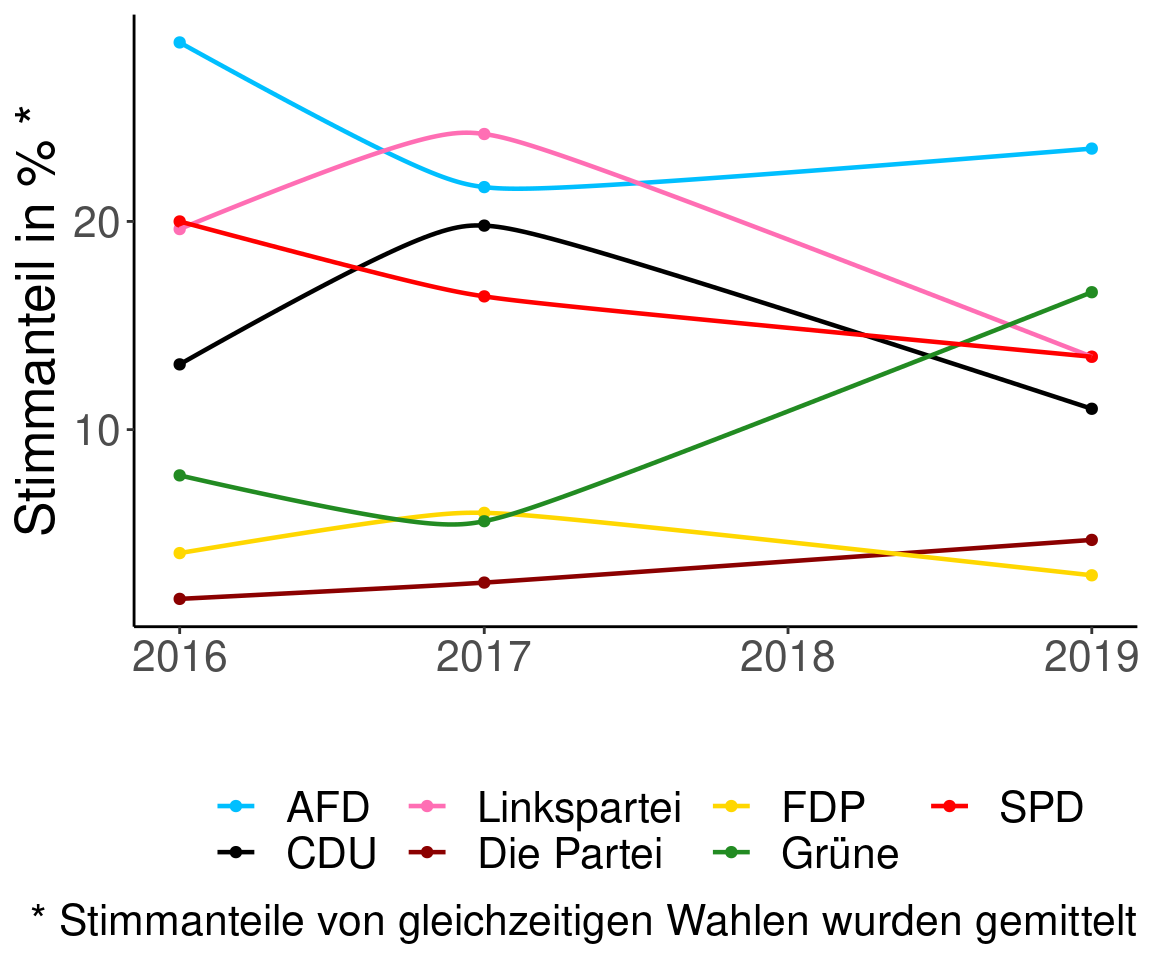 Stimmanteil in % *
20
10
2016 2017 2018 2019
AFD Linkspartei FDP SPD
CDU Die Partei Grüne
* Stimmanteile von gleichzeitigen Wahlen wurden gemittelt